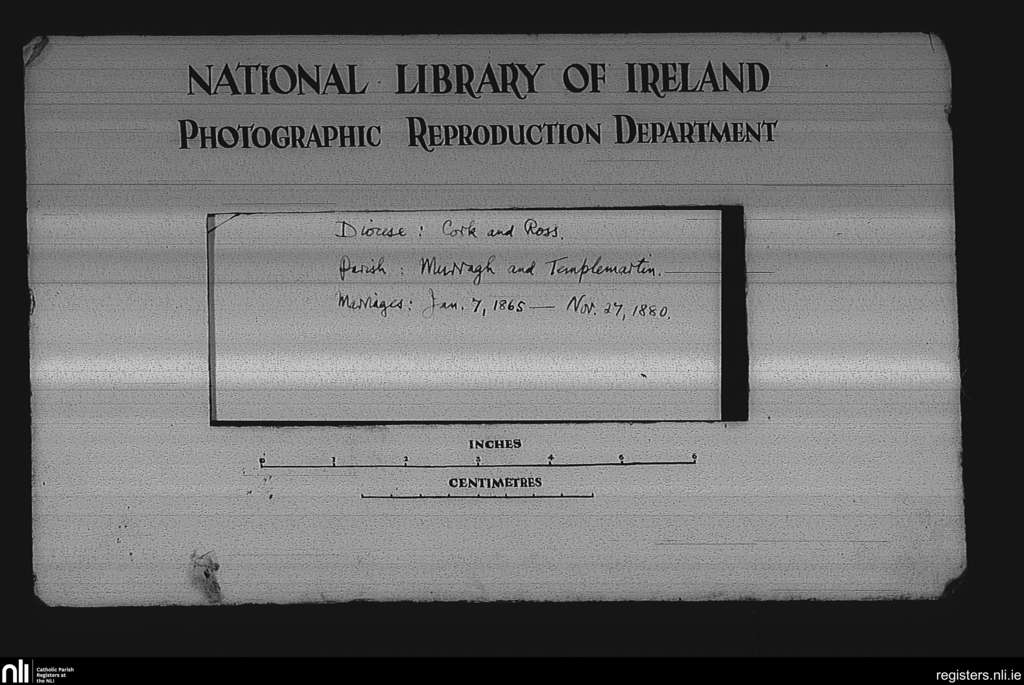 NATIONAL LIBRARY OF IRELAND
PHOTOGRAPHIC REPRODUCTION DEPARTMENT
Diocese : Cork and Ross.
Parish : Murragh and Templemartin.
Marriages : Jan. 7, 1865 — Nov. 27, 1880.
INCHES
0 1 2 3 4 5 6
CENTIMETRES
nli
Catholic Parish
Registers at
the NLI
registers.nli.ie